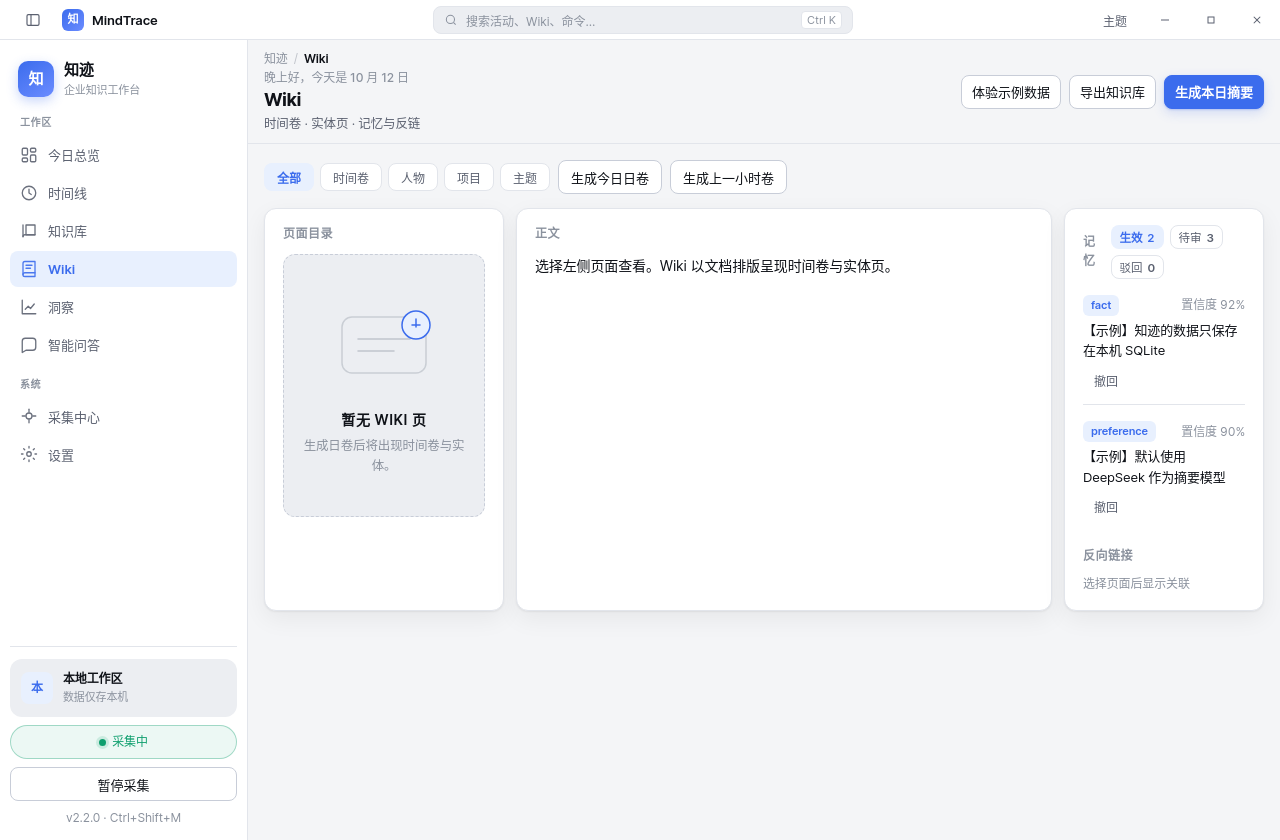 知 MindTrace
搜索活动、Wiki、命令... Ctrl K
主题
知
知迹
企业知识工作台
工作区
今日总览
时间线
知识库
Wiki
洞察
智能问答
系统
采集中心
设置
本
本地工作区
数据仅存本机
采集中
暂停采集
v2.2.0 · Ctrl+Shift+M
知迹 / Wiki
晚上好，今天是 10 月 12 日
Wiki
时间卷 · 实体页 · 记忆与反链
体验示例数据 导出知识库 生成本日摘要
全部 时间卷 人物 项目 主题 生成今日日卷 生成上一小时卷
页面目录
暂无 WIKI 页
生成日卷后将出现时间卷与实
体。
正文
选择左侧页面查看。Wiki 以文档排版呈现时间卷与实体页。
记
忆
生效 2 待审 3
驳回 0
fact 置信度 92%
【示例】知迹的数据只保存
在本机 SQLite
撤回
preference 置信度 90%
【示例】默认使用
DeepSeek 作为摘要模型
撤回
反向链接
选择页面后显示关联